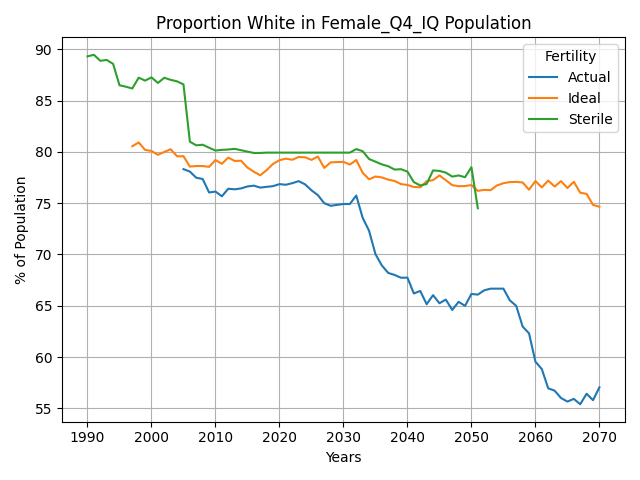 Proportion White in Female_Q4_IQ Population
% of Population
90
85
80
75
70
65
60
55
Fertility
Actual
Ideal
Sterile
1990 2000 2010 2020 2030 2040 2050 2060 2070
Years